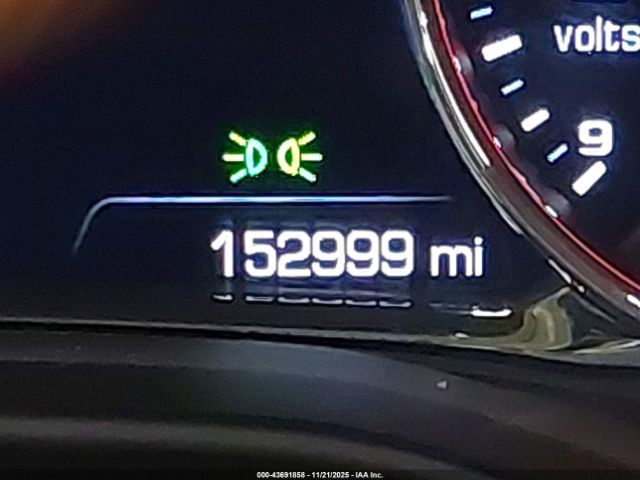 volts
9
152999 mi
000-43691858 - 11/21/2025 - IAA Inc.